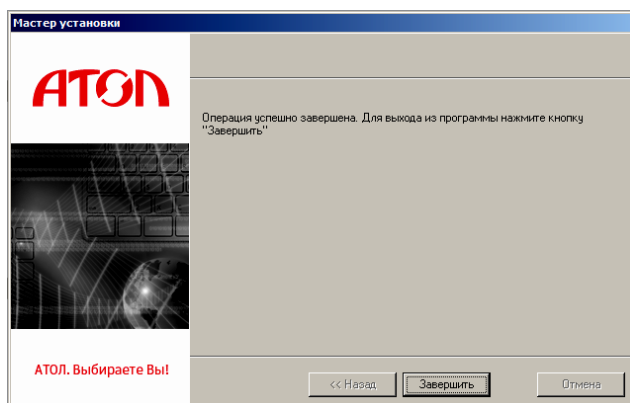 Мастер установки
АТОЛ
Операция успешно завершена. Для выхода из программы нажмите кнопку
"Завершить"
АТОЛ. Выбираете Вы!
<< Назад
Завершить
Отмена